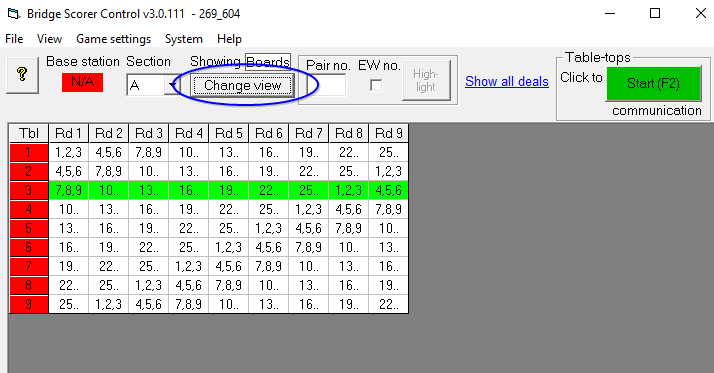 Bridge Scorer Control v3.0.111 - 269_604
File View Game settings System Help
? Base station N/A Section A Showing Boards Change view Pair no. EW no. High-light Show all deals Table-tops Click to Start (F2) communication
Tbl Rd 1 Rd 2 Rd 3 Rd 4 Rd 5 Rd 6 Rd 7 Rd 8 Rd 9
1 1,2,3 4,5,6 7,8,9 10.. 13.. 16.. 19.. 22.. 25..
2 4,5,6 7,8,9 10.. 13.. 16.. 19.. 22.. 25.. 1,2,3
3 7,8,9 10.. 13.. 16.. 19.. 22.. 25.. 1,2,3 4,5,6
4 10.. 13.. 16.. 19.. 22.. 25.. 1,2,3 4,5,6 7,8,9
5 13.. 16.. 19.. 22.. 25.. 1,2,3 4,5,6 7,8,9 10..
6 16.. 19.. 22.. 25.. 1,2,3 4,5,6 7,8,9 10.. 13..
7 19.. 22.. 25.. 1,2,3 4,5,6 7,8,9 10.. 13.. 16..
8 22.. 25.. 1,2,3 4,5,6 7,8,9 10.. 13.. 16.. 19..
9 25.. 1,2,3 4,5,6 7,8,9 10.. 13.. 16.. 19.. 22..